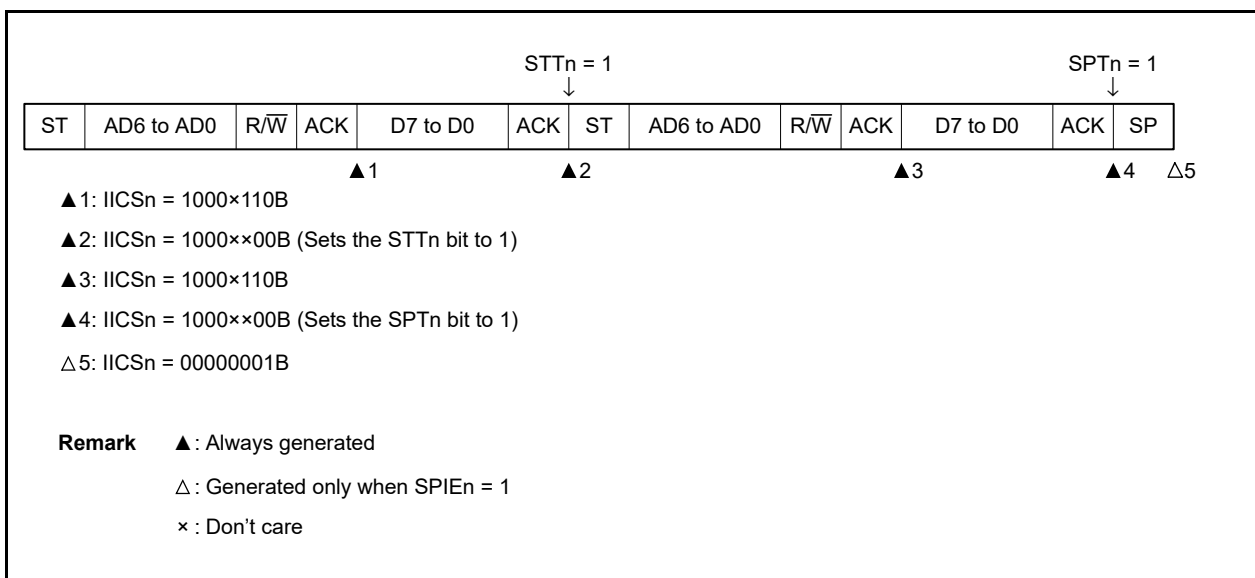 STTn = 1 SPTn = 1
↓ ↓
ST AD6 to AD0 R/W̅ ACK D7 to D0 ACK ST AD6 to AD0 R/W̅ ACK D7 to D0 ACK SP
▲1 ▲2 ▲3 ▲4 △5
▲1: IICSn = 1000×110B
▲2: IICSn = 1000××00B (Sets the STTn bit to 1)
▲3: IICSn = 1000×110B
▲4: IICSn = 1000××00B (Sets the SPTn bit to 1)
△5: IICSn = 00000001B
Remark ▲: Always generated
△: Generated only when SPIEn = 1
×: Don't care